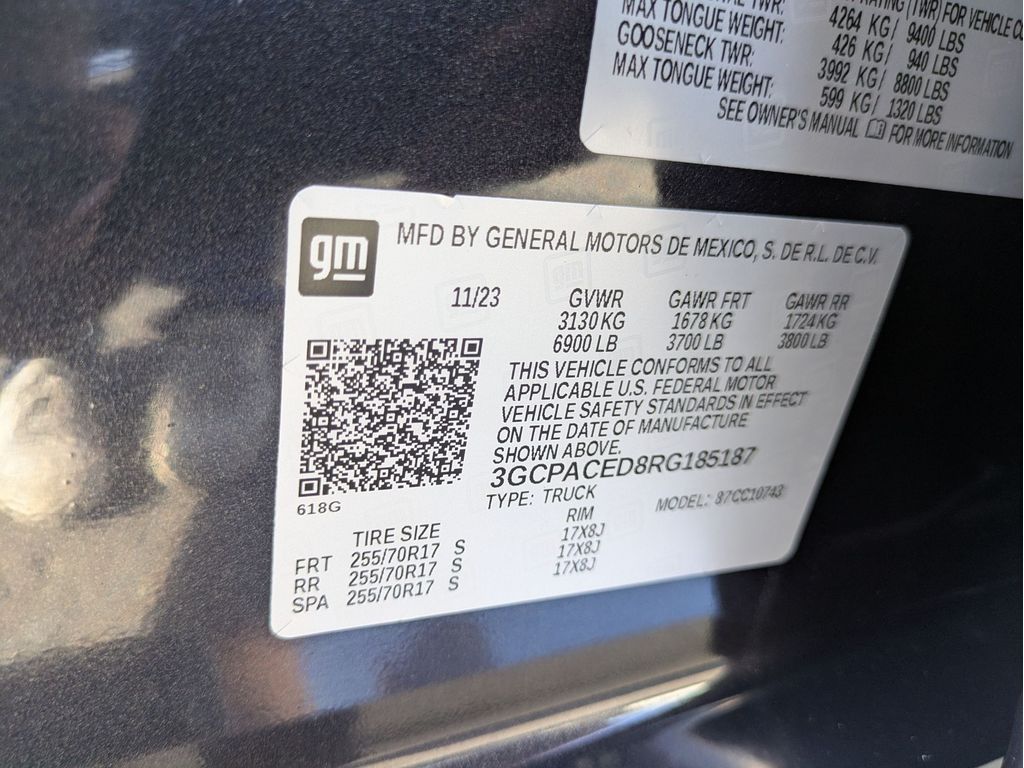 TWR:
RATING (TWR) FOR VEHICLE
4264 KG/ 9400 LBS
MAX TONGUE WEIGHT: 426 KG/ 940 LBS
GOOSENECK TWR: 3992 KG/ 8800 LBS
MAX TONGUE WEIGHT: 599 KG/ 1320 LBS
SEE OWNER'S MANUAL FOR MORE INFORMATION
gm
MFD BY GENERAL MOTORS DE MEXICO, S. DE R.L. DE C.V.
11/23 GVWR GAWR FRT GAWR RR
3130 KG 1678 KG 1724 KG
6900 LB 3700 LB 3800 LB
THIS VEHICLE CONFORMS TO ALL
APPLICABLE U.S. FEDERAL MOTOR
VEHICLE SAFETY STANDARDS IN EFFECT
ON THE DATE OF MANUFACTURE
SHOWN ABOVE.
3GCPACED8RG185187
TYPE: TRUCK MODEL: 87CC10743
618G
TIRE SIZE RIM
FRT 255/70R17 S 17X8J
RR 255/70R17 S 17X8J
SPA 255/70R17 S 17X8J